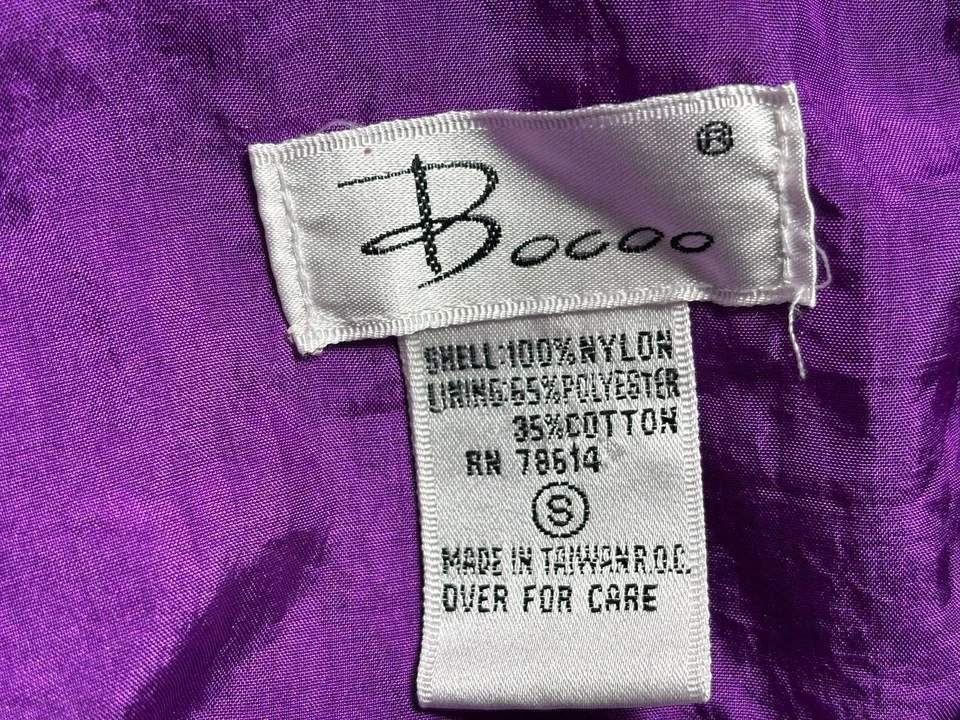 ®
Bocoo
SHELL:100%NYLON
LINING:65%POLYESTER
35%COTTON
RN 78614
S
MADE IN TAIWAN R.O.C.
OVER FOR CARE